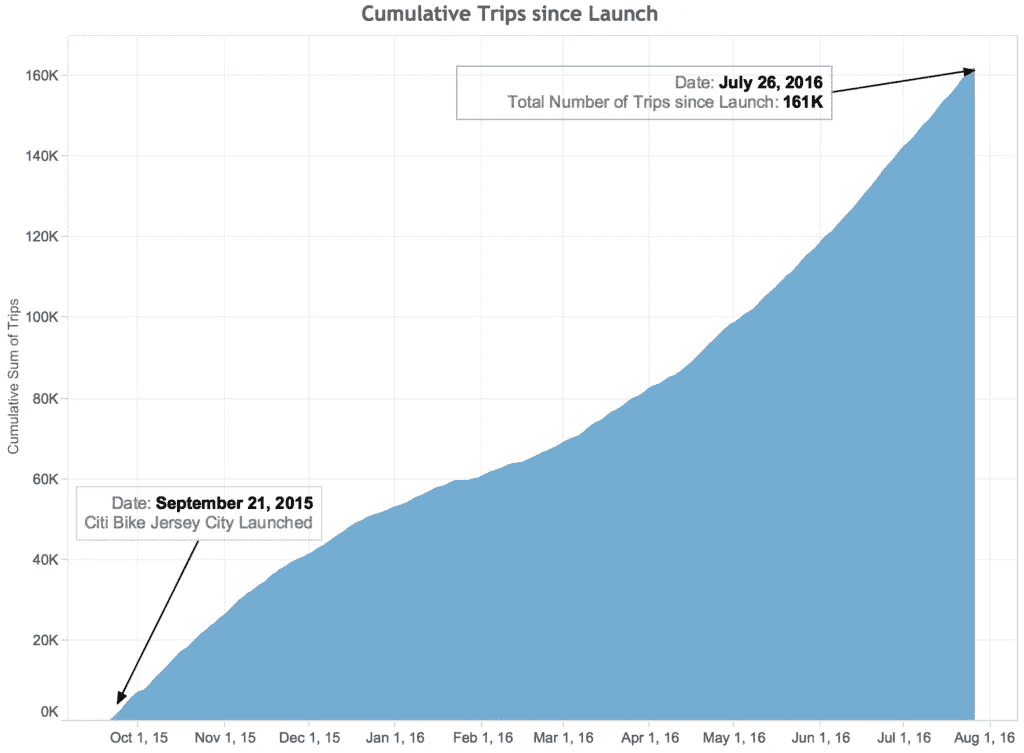 Cumulative Trips since Launch
160K
Date: July 26, 2016
Total Number of Trips since Launch: 161K
140K
120K
100K
Cumulative Sum of Trips
80K
60K
Date: September 21, 2015
Citi Bike Jersey City Launched
40K
20K
0K
Oct 1, 15
Nov 1, 15
Dec 1, 15
Jan 1, 16
Feb 1, 16
Mar 1, 16
Apr 1, 16
May 1, 16
Jun 1, 16
Jul 1, 16
Aug 1, 16